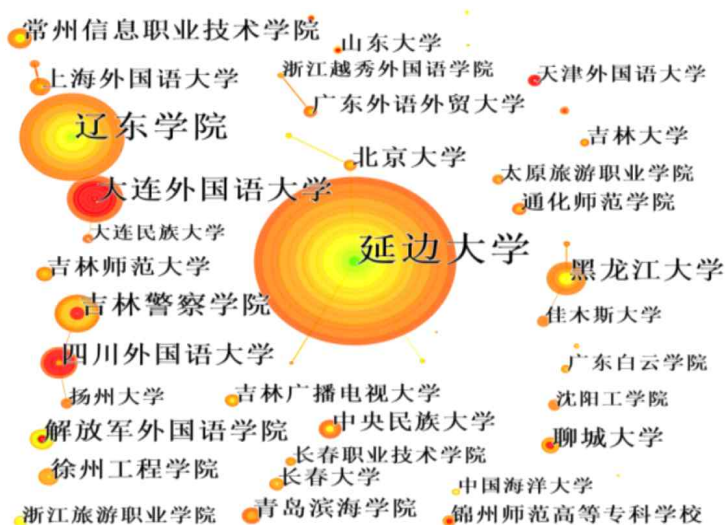 常州信息职业技术学院
山东大学
上海外国语大学
浙江越秀外国语学院
天津外国语大学
广东外语外贸大学
辽东学院
吉林大学
北京大学
太原旅游职业学院
大连外国语大学
通化师范学院
大连民族大学
延边大学
吉林师范大学
黑龙江大学
吉林警察学院
佳木斯大学
四川外国语大学
广东白云学院
扬州大学
吉林广播电视大学
沈阳工学院
解放军外国语学院
中央民族大学
聊城大学
长春职业技术学院
徐州工程学院
长春大学
中国海洋大学
浙江旅游职业学院
青岛滨海学院
锦州师范高等专科学校